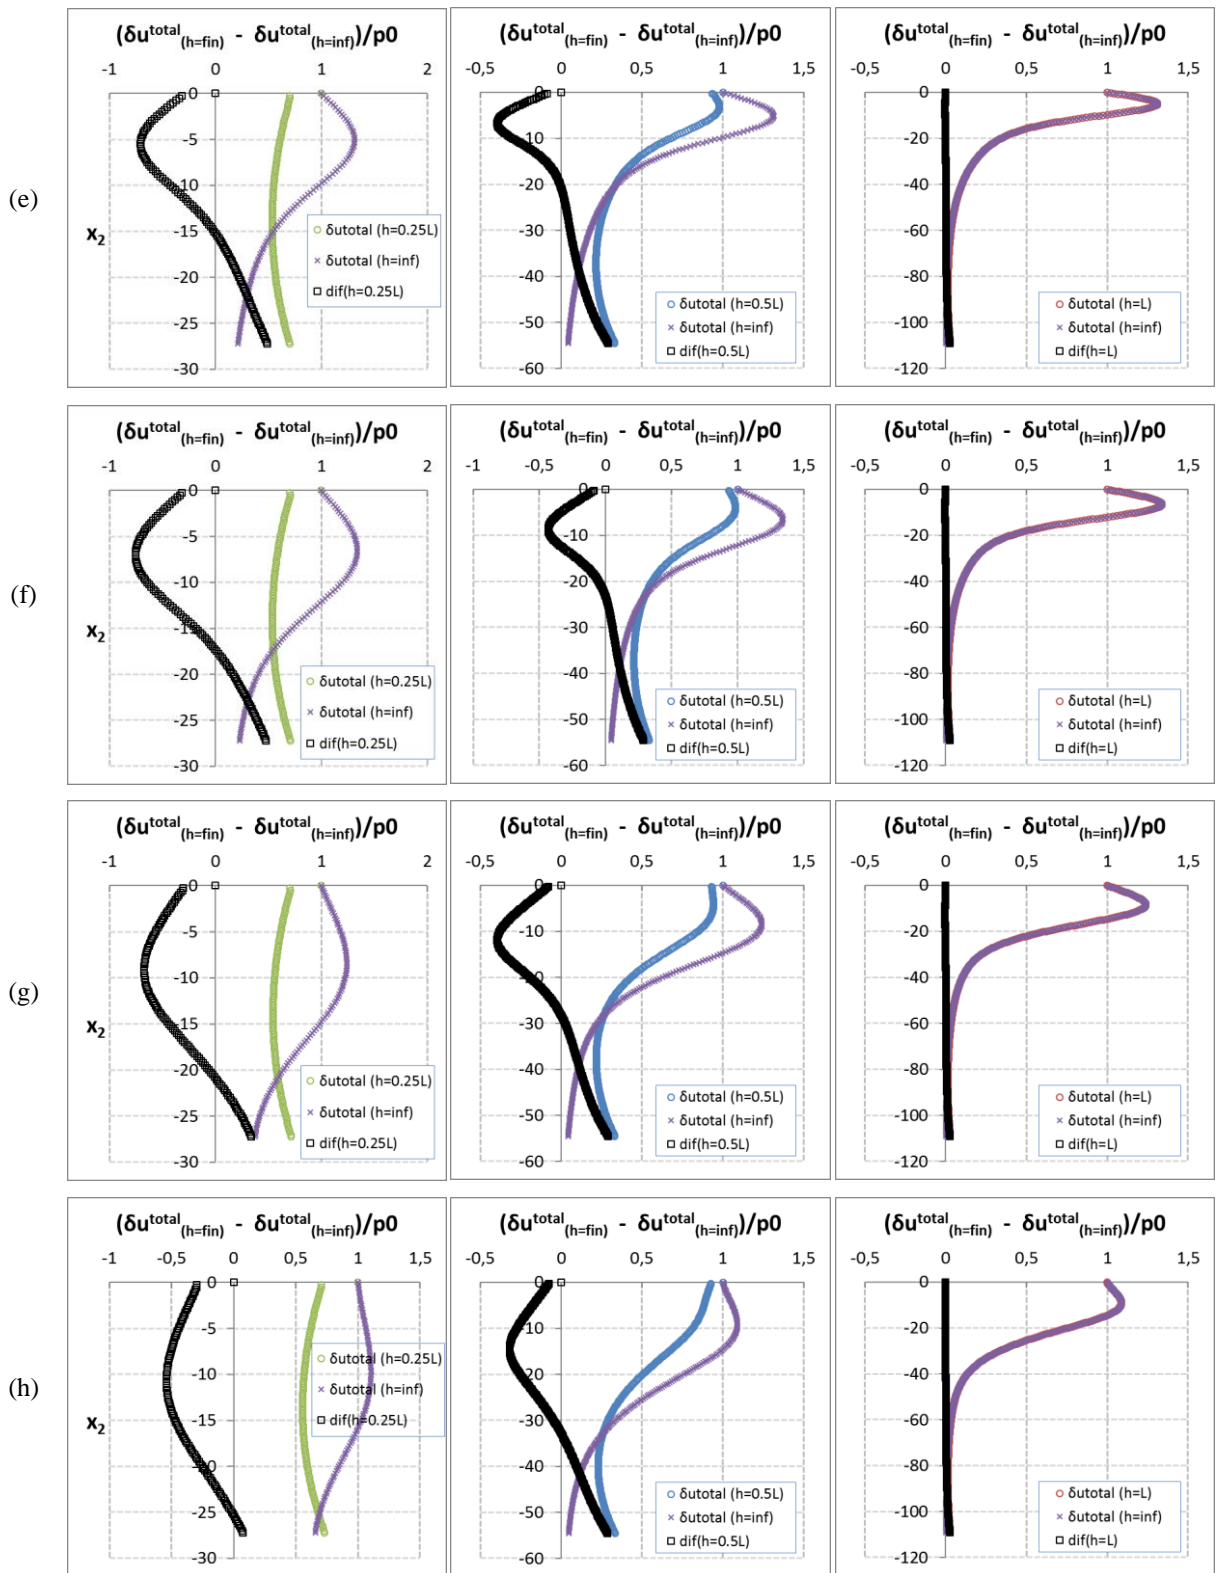 (δu^total_(h=fin) - δu^total_(h=inf))/p0
-1 0 1 2
0
-5
-10
-15
-20
-25
-30
x₂
δutotal (h=0.25L)
δutotal (h=inf)
dif(h=0.25L)
(δu^total_(h=fin) - δu^total_(h=inf))/p0
-0,5 0 0,5 1 1,5
0
-10
-20
-30
-40
-50
-60
δutotal (h=0.5L)
δutotal (h=inf)
dif(h=0.5L)
(δu^total_(h=fin) - δu^total_(h=inf))/p0
0 0,5 1 1,5
0
-20
-40
-60
-80
-100
-120
δutotal (h=L)
δutotal (h=inf)
dif(h=L)
(e)
(δu^total_(h=fin) - δu^total_(h=inf))/p0
-1 0 1 2
0
-5
-10
-15
-20
-25
-30
x₂
δutotal (h=0.25L)
δutotal (h=inf)
dif(h=0.25L)
(δu^total_(h=fin) - δu^total_(h=inf))/p0
-1 -0,5 0 0,5 1 1,5
0
-10
-20
-30
-40
-50
-60
δutotal (h=0.5L)
δutotal (h=inf)
dif(h=0.5L)
(δu^total_(h=fin) - δu^total_(h=inf))/p0
0 0,5 1 1,5
0
-20
-40
-60
-80
-100
-120
δutotal (h=L)
δutotal (h=inf)
dif(h=L)
(f)
(δu^total_(h=fin) - δu^total_(h=inf))/p0
-1 0 1 2
0
-5
-10
-15
-20
-25
-30
x₂
δutotal (h=0.25L)
δutotal (h=inf)
dif(h=0.25L)
(δu^total_(h=fin) - δu^total_(h=inf))/p0
-0,5 0 0,5 1 1,5
0
-10
-20
-30
-40
-50
-60
δutotal (h=0.5L)
δutotal (h=inf)
dif(h=0.5L)
(δu^total_(h=fin) - δu^total_(h=inf))/p0
0 0,5 1 1,5
0
-20
-40
-60
-80
-100
-120
δutotal (h=L)
δutotal (h=inf)
dif(h=L)
(g)
(δu^total_(h=fin) - δu^total_(h=inf))/p0
-1 -0,5 0 0,5 1 1,5
0
-5
-10
-15
-20
-25
-30
x₂
δutotal (h=0.25L)
δutotal (h=inf)
dif(h=0.25L)
(δu^total_(h=fin) - δu^total_(h=inf))/p0
-0,5 0 0,5 1 1,5
0
-10
-20
-30
-40
-50
-60
δutotal (h=0.5L)
δutotal (h=inf)
dif(h=0.5L)
(δu^total_(h=fin) - δu^total_(h=inf))/p0
0 0,5 1 1,5
0
-20
-40
-60
-80
-100
-120
δutotal (h=L)
δutotal (h=inf)
dif(h=L)
(h)